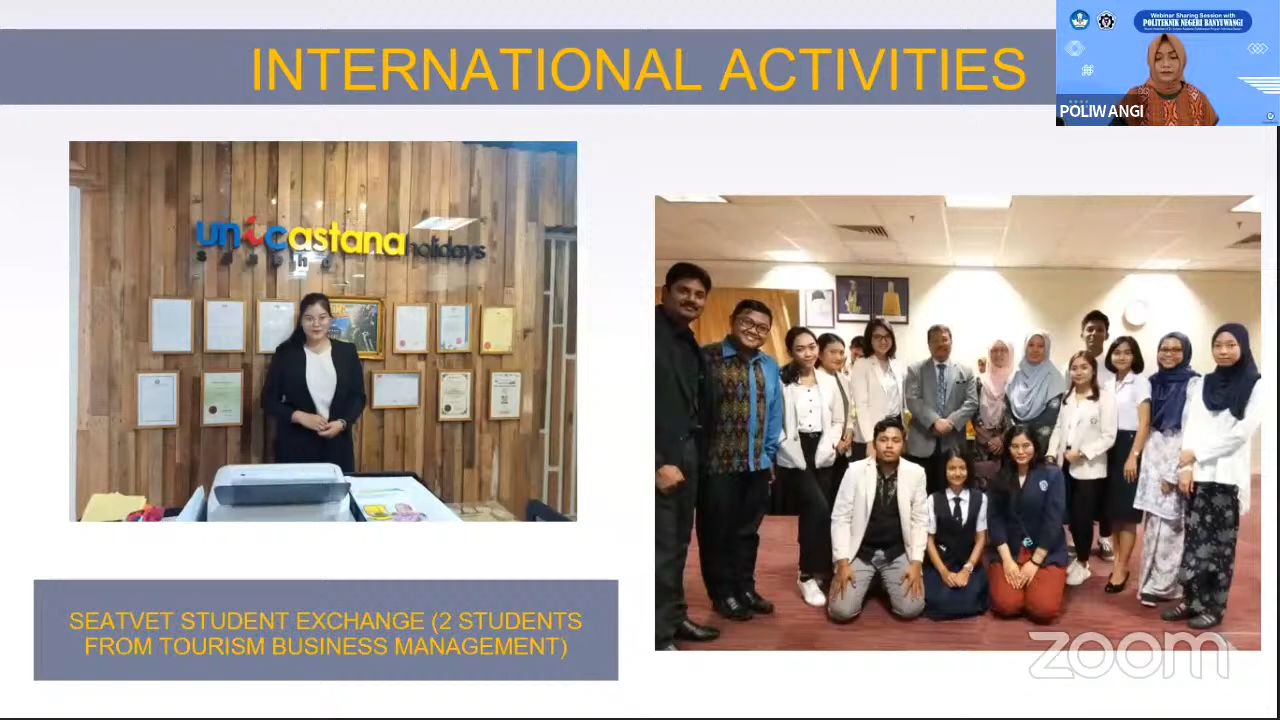 INTERNATIONAL ACTIVITIES
Webinar Sharing Session with
POLITEKNIK NEGERI BANYUWANGI
POLIWANGI
unicastana holidays
SEATVET STUDENT EXCHANGE (2 STUDENTS
FROM TOURISM BUSINESS MANAGEMENT)
zoom